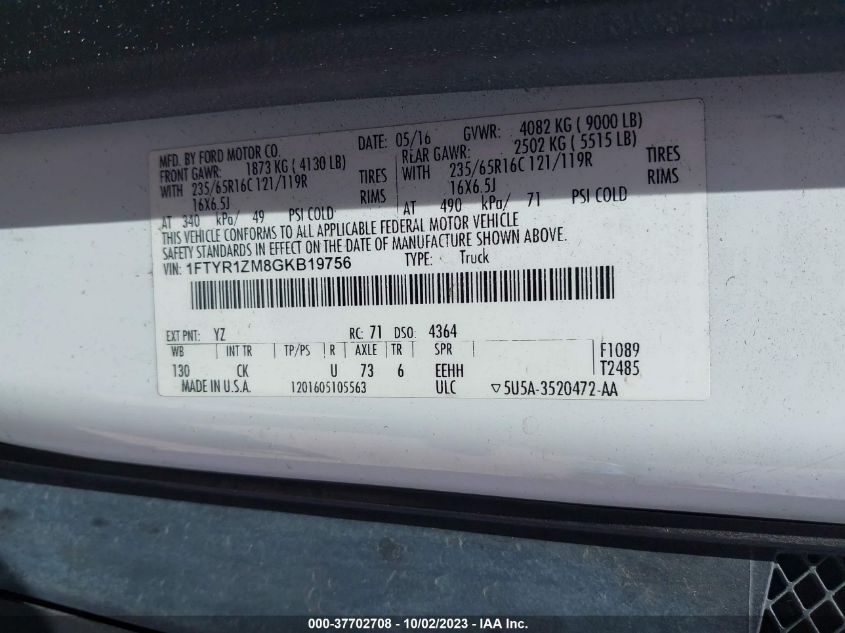 MFD. BY FORD MOTOR CO. DATE: 05/16 GVWR: 4082 KG ( 9000 LB)
FRONT GAWR: 1873 KG ( 4130 LB) REAR GAWR: 2502 KG ( 5515 LB)
WITH 235/65R16C 121/119R TIRES WITH 235/65R16C 121/119R TIRES
16X6.5J RIMS 16X6.5J RIMS
AT 340 kPa/ 49 PSI COLD AT 490 kPa/ 71 PSI COLD
THIS VEHICLE CONFORMS TO ALL APPLICABLE FEDERAL MOTOR VEHICLE
SAFETY STANDARDS IN EFFECT ON THE DATE OF MANUFACTURE SHOWN ABOVE.
VIN: 1FTYR1ZM8GKB19756 TYPE: Truck
EXT PNT: YZ RC: 71 DSO: 4364
WB INT TR TP/PS R AXLE TR SPR F1089
130 CK U 73 6 EEHH T2485
MADE IN U.S.A. 1201605105563 ULC ▽5U5A-3520472-AA
000-37702708 - 10/02/2023 - IAA Inc.